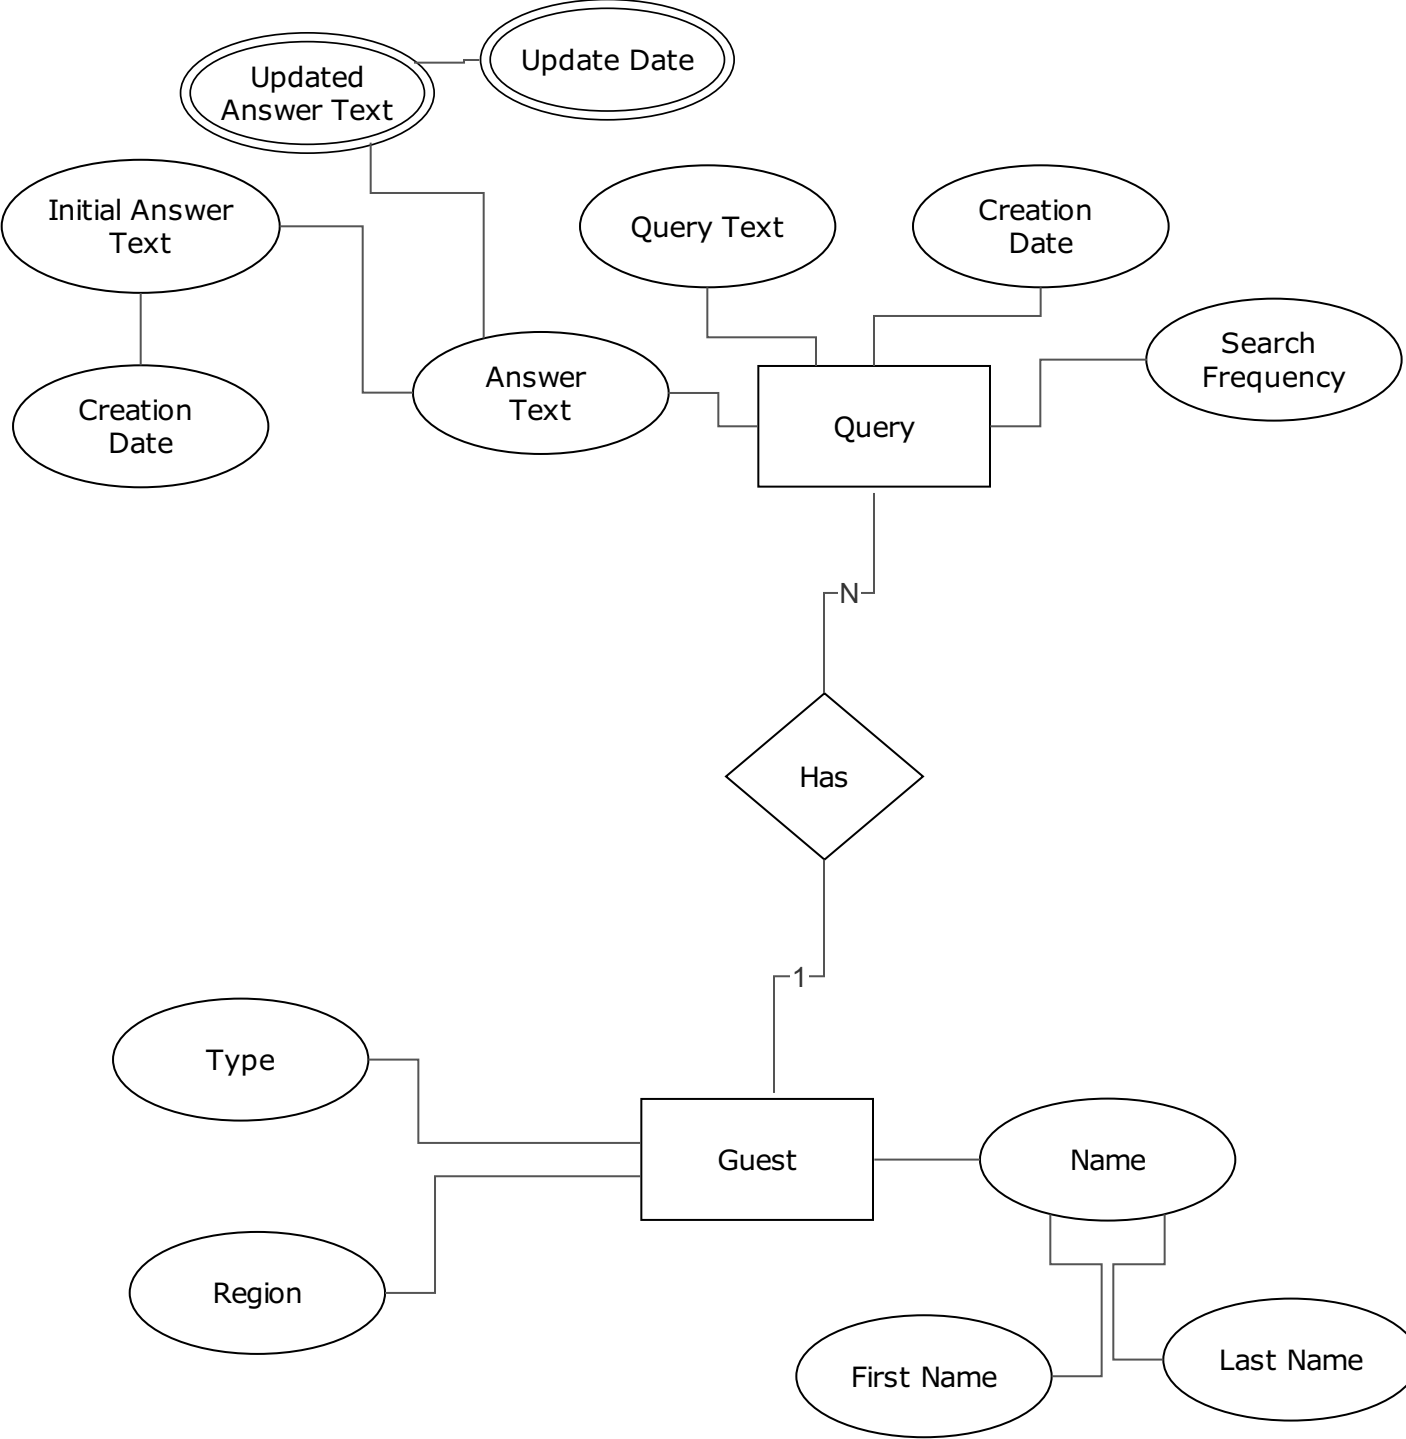 Update Date
Updated
Answer Text
Initial Answer
Text
Query Text
Creation
Date
Search
Frequency
Answer
Text
Creation
Date
Query
N
Has
1
Type
Guest
Name
Region
First Name
Last Name